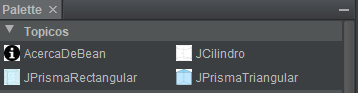 Palette
Topicos
AcercaDeBean JCilindro
JPrismaRectangular JPrismaTriangular